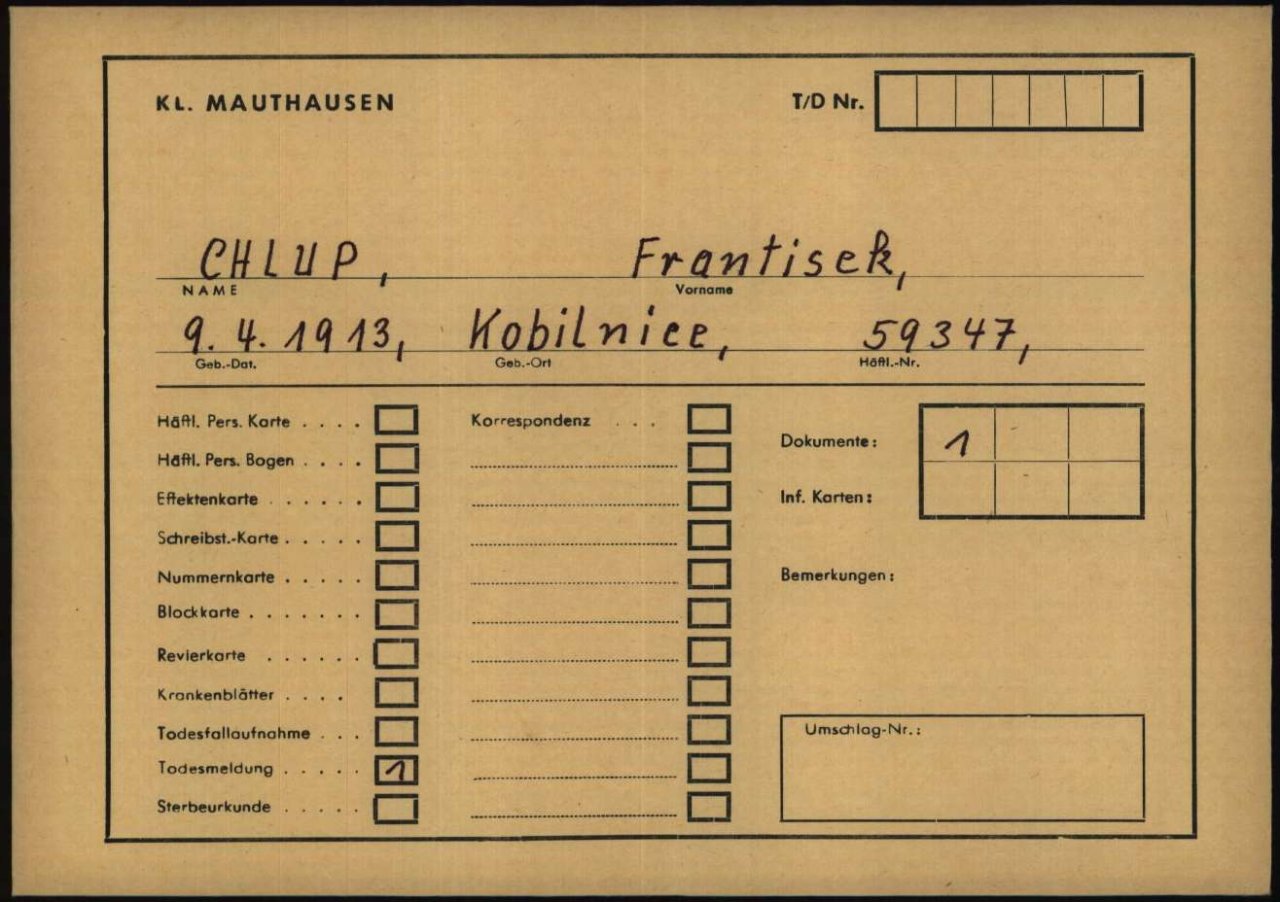 KL. MAUTHAUSEN
T/D Nr.
CHLUP, Frantisek,
NAME Vorname
9.4.1913, Kobilnice, 59347,
Geb.-Dat. Geb.-Ort Häftl.-Nr.
Häftl. Pers. Karte . . . .
Häftl. Pers. Bogen . . . .
Effektenkarte . . . . . .
Schreibst.-Karte . . . . .
Nummernkarte . . . . .
Blockkarte . . . . . . .
Revierkarte . . . . . .
Krankenblätter . . . .
Todesfallaufnahme . . .
Todesmeldung . . . . . 1
Sterbeurkunde . . . . .
Korrespondenz . . .
Dokumente: 1
Inf. Karten:
Bemerkungen:
Umschlag-Nr.: